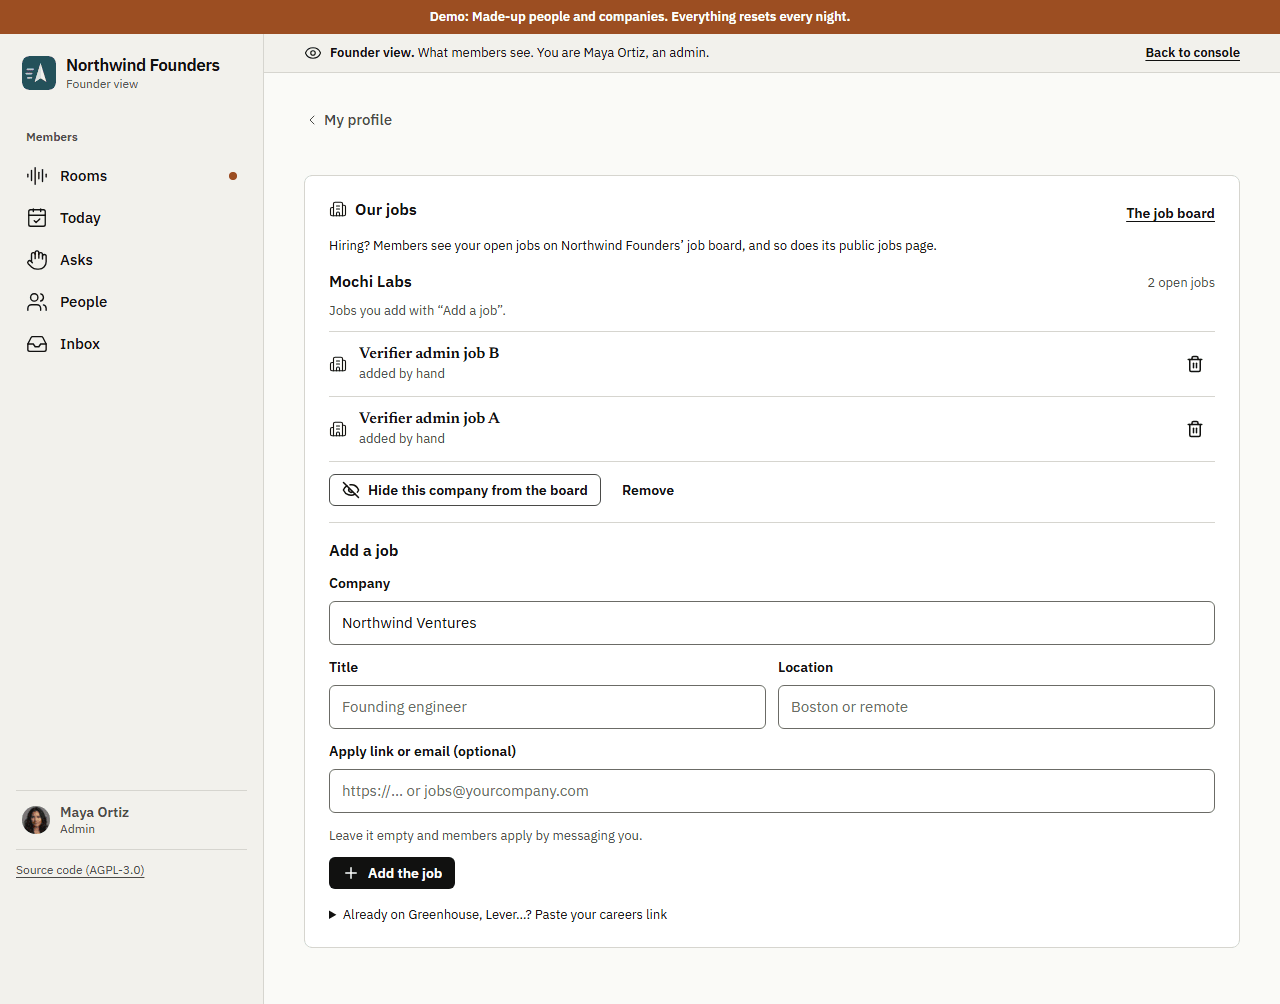 Demo: Made-up people and companies. Everything resets every night.
Northwind Founders
Founder view
Members
Rooms
Today
Asks
People
Inbox
Maya Ortiz
Admin
Source code (AGPL-3.0)
Founder view. What members see. You are Maya Ortiz, an admin.
Back to console
My profile
Our jobs
The job board
Hiring? Members see your open jobs on Northwind Founders’ job board, and so does its public jobs page.
Mochi Labs
2 open jobs
Jobs you add with “Add a job”.
Verifier admin job B
added by hand
Verifier admin job A
added by hand
Hide this company from the board
Remove
Add a job
Company
Northwind Ventures
Title
Location
Founding engineer
Boston or remote
Apply link or email (optional)
https://... or jobs@yourcompany.com
Leave it empty and members apply by messaging you.
Add the job
Already on Greenhouse, Lever...? Paste your careers link